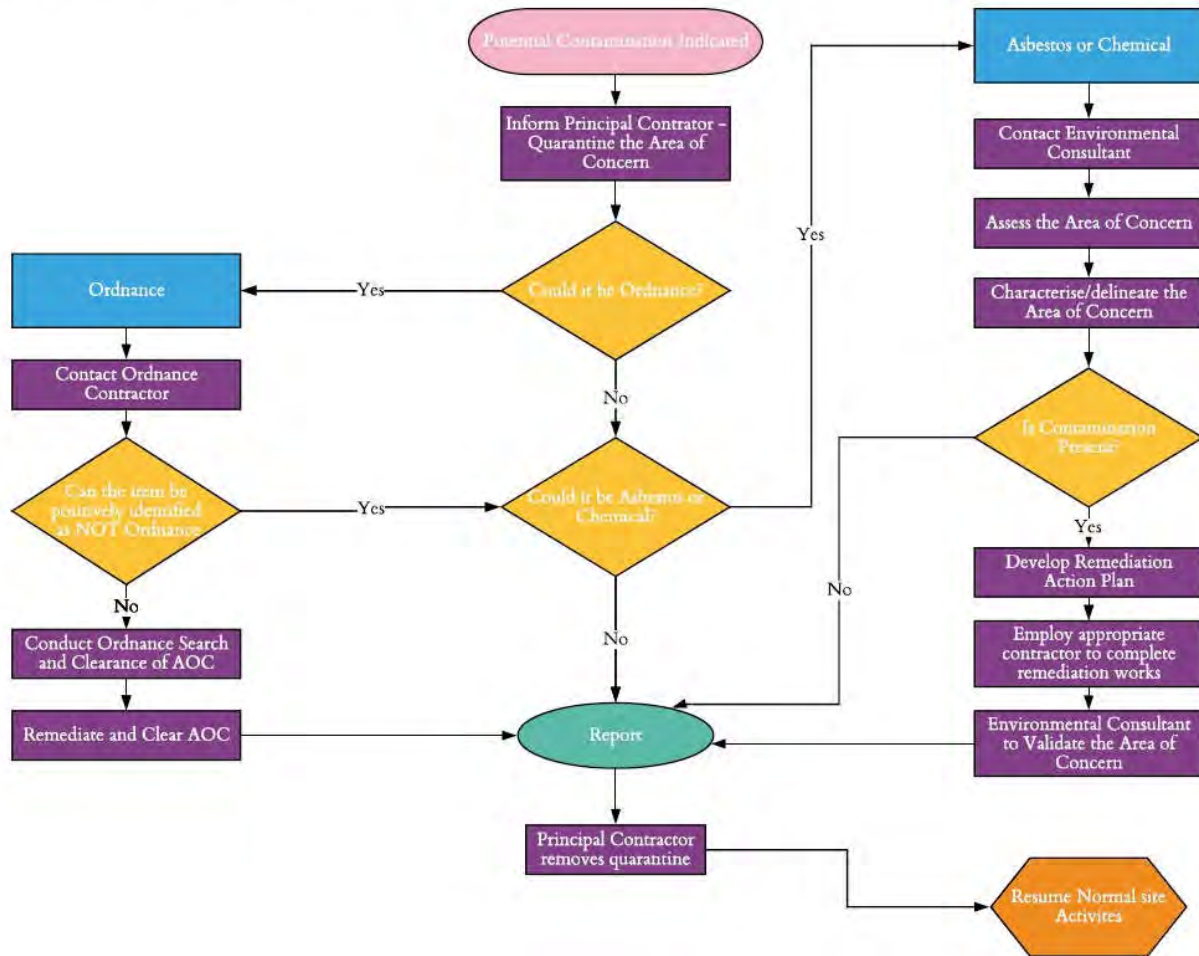 Potential Contamination Indicated
Inform Principal Contrator -
Quarantine the Area of
Concern
Could it be Ordnance?
Yes
No
Ordnance
Contact Ordnance
Contractor
Can the item be
positively identified
as NOT Ordnance
Yes
No
Conduct Ordnance Search
and Clearance of AOC
Remediate and Clear AOC
Could it be Asbestos or
Chemical?
Yes
No
Asbestos or Chemical
Contact Environmental
Consultant
Assess the Area of Concern
Characterise/delineate the
Area of Concern
Is Contamination
Present?
No
Yes
Develop Remediation
Action Plan
Employ appropriate
contractor to complete
remediation works
Environmental Consultant
to Validate the Area of
Concern
Report
Principal Contractor
removes quarantine
Resume Normal site
Activites